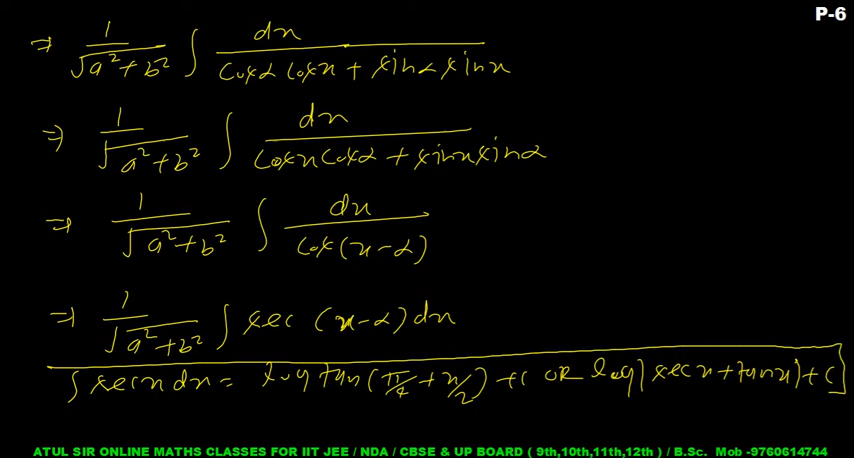 P-6
⇒ 1/√(a²+b²) ∫ dx/(cosα cosx + sinα sinx)
⇒ 1/√(a²+b²) ∫ dx/(cosx cosα + sinx sinα)
⇒ 1/√(a²+b²) ∫ dx/cos(x-α)
⇒ 1/√(a²+b²) ∫ sec (x-α) dx
∫ secx dx = log tan(π/4 + x/2) + C OR log|secx + tanx| + C]
ATUL SIR ONLINE MATHS CLASSES FOR IIT JEE / NDA / CBSE & UP BOARD ( 9th,10th,11th,12th ) / B.Sc. Mob -9760614744